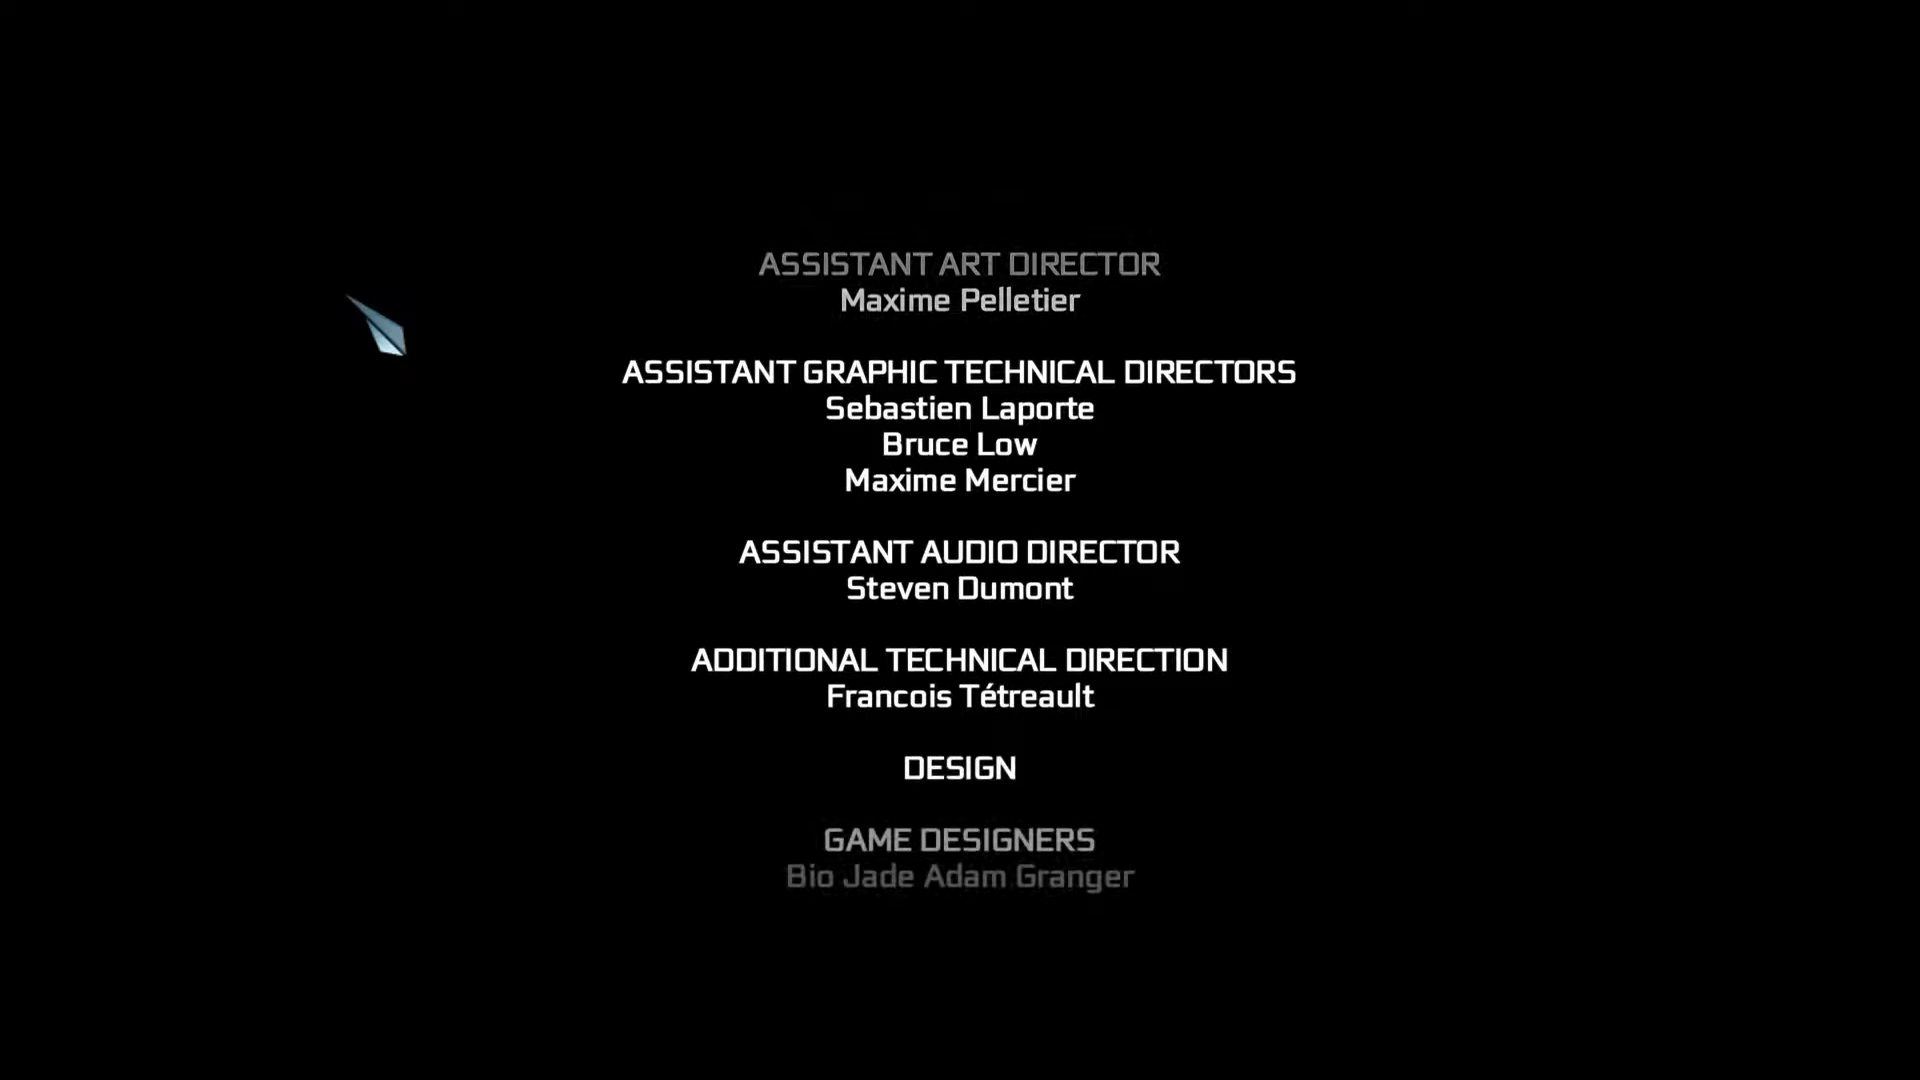 ASSISTANT ART DIRECTOR
Maxime Pelletier
ASSISTANT GRAPHIC TECHNICAL DIRECTORS
Sebastien Laporte
Bruce Low
Maxime Mercier
ASSISTANT AUDIO DIRECTOR
Steven Dumont
ADDITIONAL TECHNICAL DIRECTION
Francois Tétreault
DESIGN
GAME DESIGNERS
Bio Jade Adam Granger